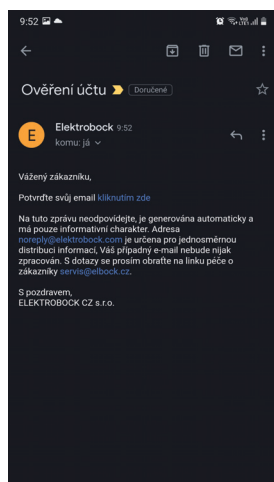 9:52
Ověření účtu
Doručené
E
Elektrobock 9:52
komu: já
Vážený zákazníku,
Potvrďte svůj email kliknutím zde
Na tuto zprávu neodpovídejte, je generována automaticky a
má pouze informativní charakter. Adresa
noreply@elektrobock.com je určena pro jednosměrnou
distribuci informací, Váš případný e-mail nebude nijak
zpracován. S dotazy se prosím obraťte na linku péče o
zákazníky servis@elbock.cz.
S pozdravem,
ELEKTROBOCK CZ s.r.o.